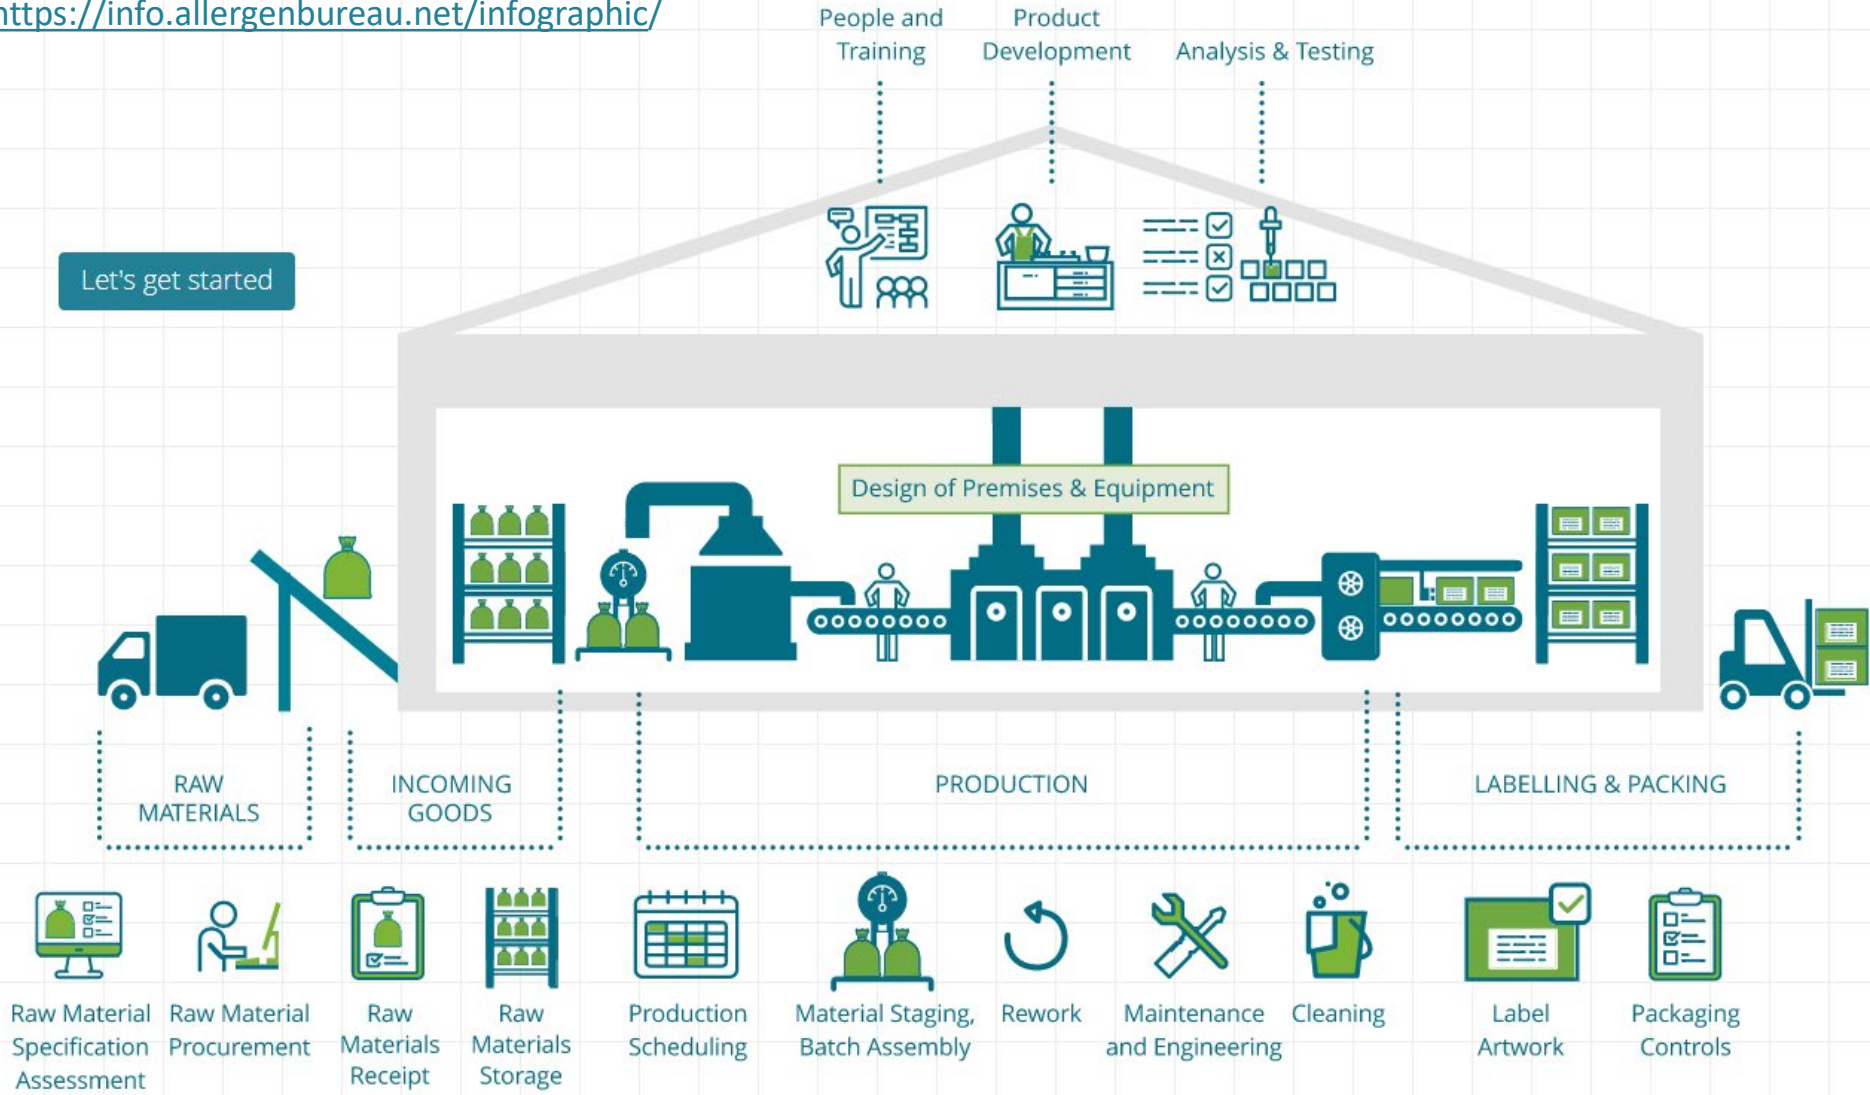 https://info.allergenbureau.net/infographic/
People and
Training
Product
Development
Analysis & Testing
Let's get started
Design of Premises & Equipment
RAW
MATERIALS
INCOMING
GOODS
PRODUCTION
LABELLING & PACKING
Raw Material
Specification
Assessment
Raw Material
Procurement
Raw
Materials
Receipt
Raw
Materials
Storage
Production
Scheduling
Material Staging,
Batch Assembly
Rework
Maintenance
and Engineering
Cleaning
Label
Artwork
Packaging
Controls